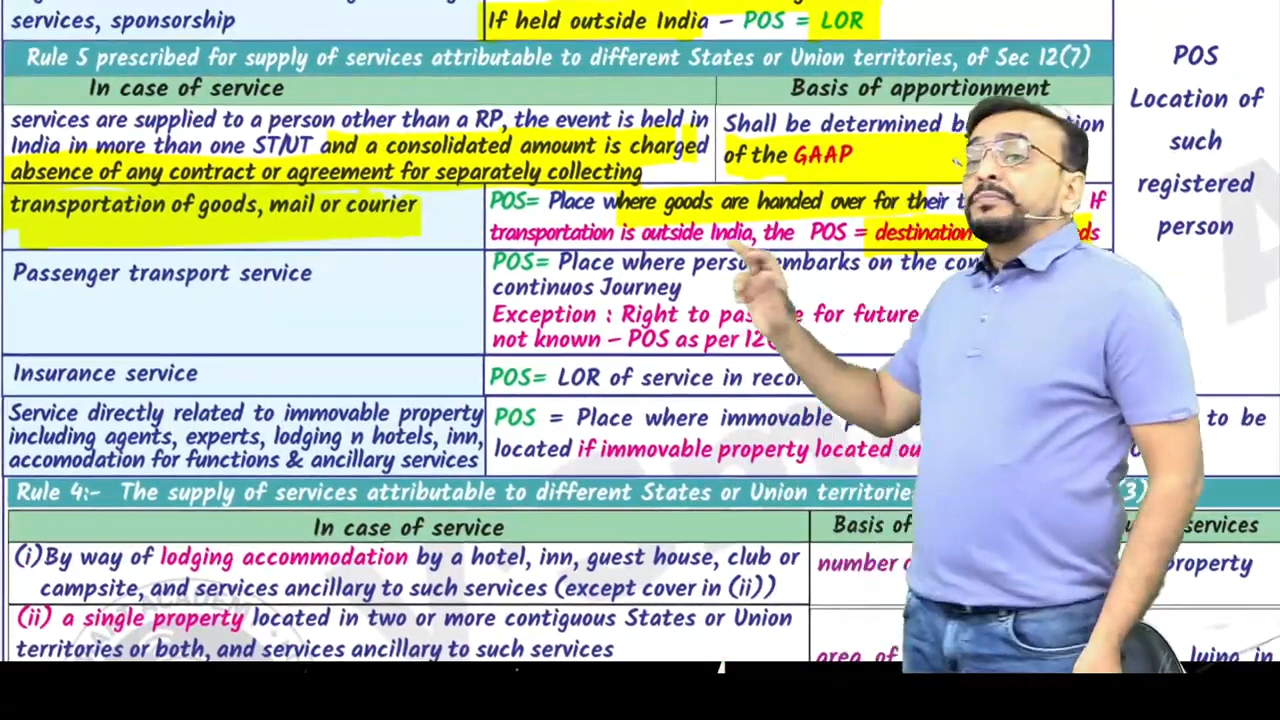 services, sponsorship
If held outside India – POS = LOR
Rule 5 prescribed for supply of services attributable to different States or Union territories, of Sec 12(7)
In case of service
Basis of apportionment
services are supplied to a person other than a RP, the event is held in
India in more than one ST/UT and a consolidated amount is charged
absence of any contract or agreement for separately collecting
Shall be determined
of the GAAP
transportation of goods, mail or courier
POS= Place where goods are handed over for their If
transportation is outside India, the POS = destination
Passenger transport service
POS= Place where embarks on the
continuos Journey
Exception : Right to for future
not known – POS as per
Insurance service
POS= LOR of service in
Service directly related to immovable property
including agents, experts, lodging n hotels, inn,
accomodation for functions & ancillary services
POS = Place where immovable to be
located if immovable property located
POS
Location of
such
registered
person
Rule 4:- The supply of services attributable to different States or Union 3)
In case of service
Basis of services
(i)By way of lodging accommodation by a hotel, inn, guest house, club or
campsite, and services ancillary to such services (except cover in (ii))
number property
(ii) a single property located in two or more contiguous States or Union
territories or both, and services ancillary to such services
area of lying in